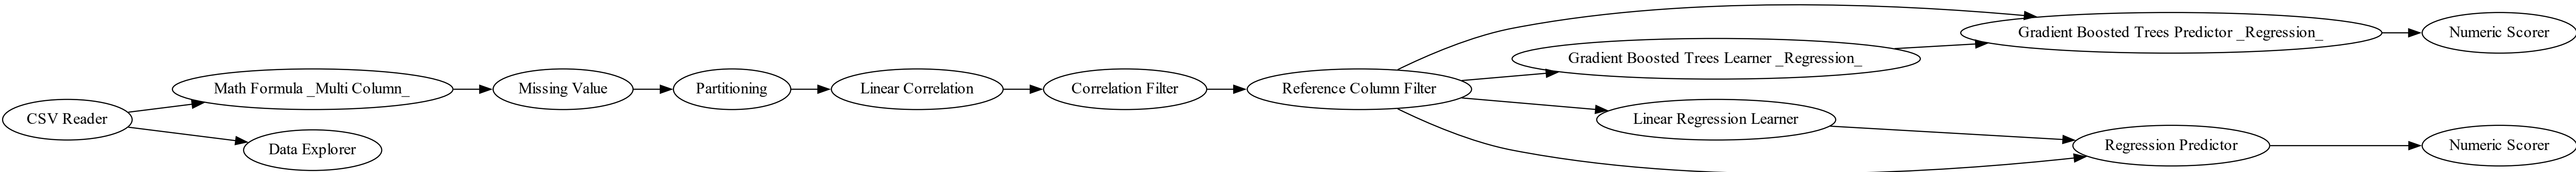 CSV Reader
Math Formula _Multi Column_
Data Explorer
Missing Value
Partitioning
Linear Correlation
Correlation Filter
Reference Column Filter
Gradient Boosted Trees Learner _Regression_
Linear Regression Learner
Gradient Boosted Trees Predictor _Regression_
Regression Predictor
Numeric Scorer
Numeric Scorer